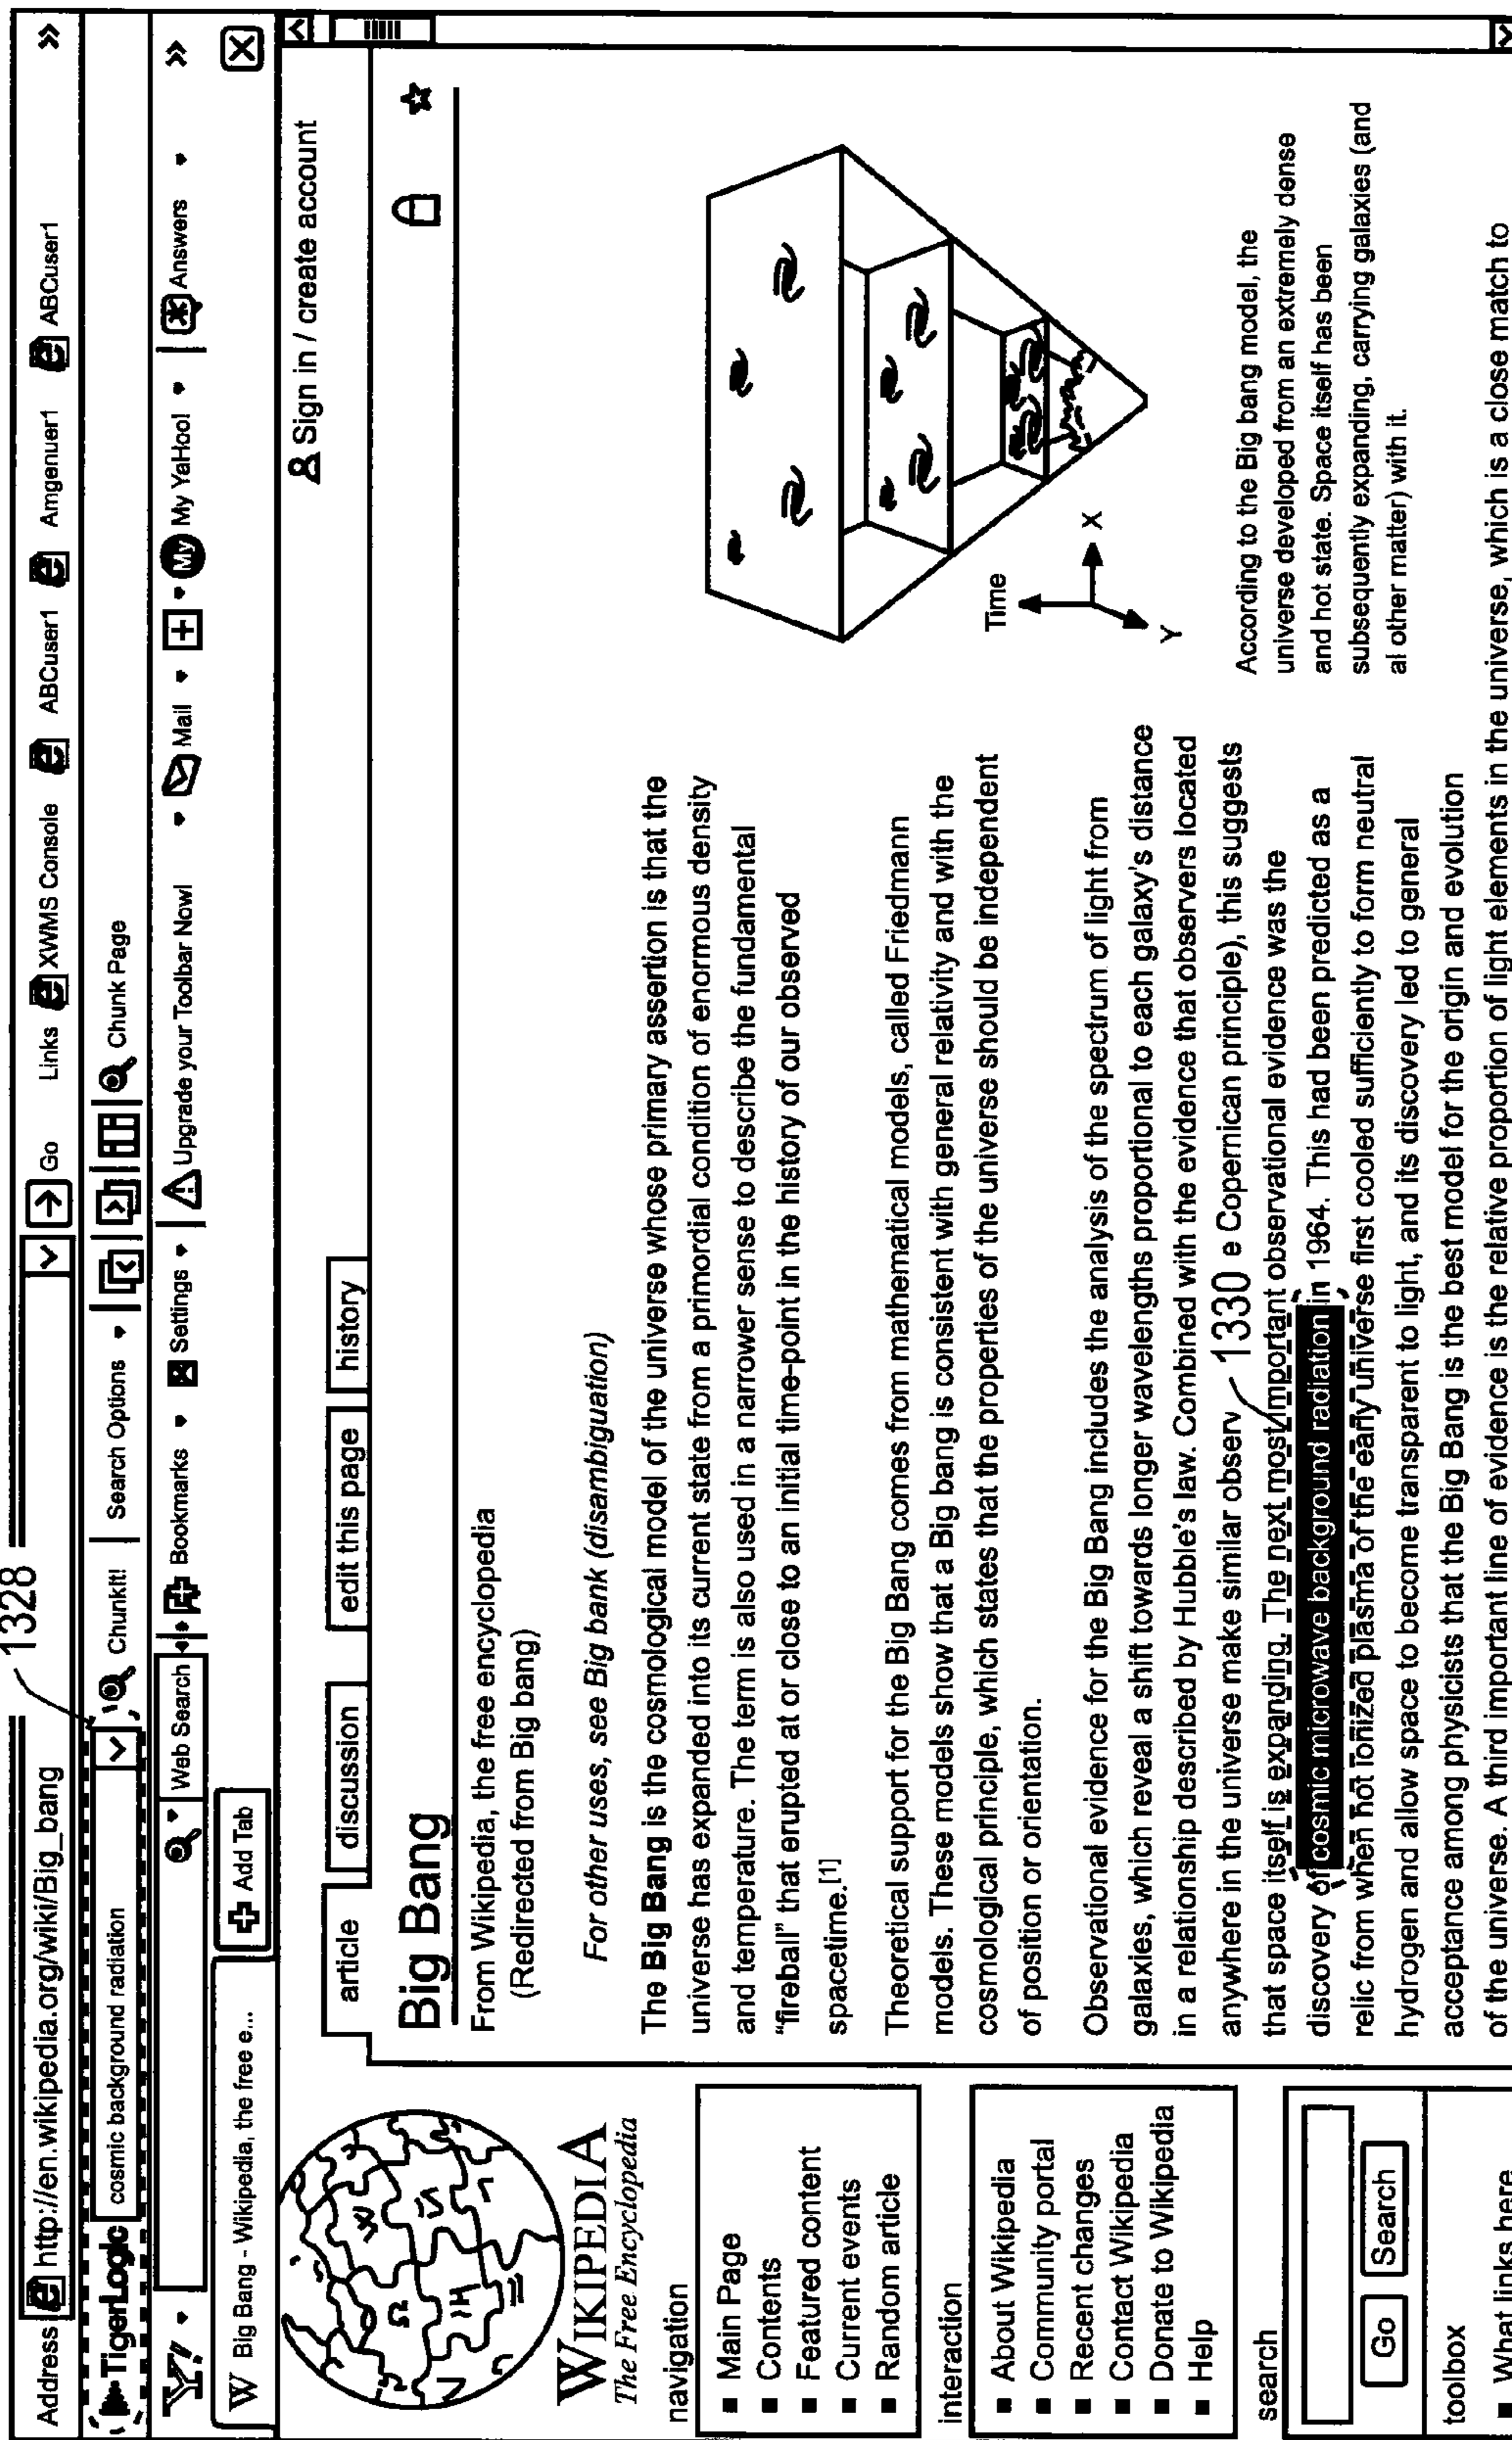 1328
Address http://en.wikipedia.org/wiki/Big_bang Go Links XWMS Console ABCuser1 Amgenuer1 ABCuser1 »
TigerLogic cosmic background radiation ChunkIt! Search Options Chunk Page
Y! Web Search Bookmarks Settings Upgrade your Toolbar Now! Mail My YaHoo! Answers »
W Big Bang - Wikipedia, the free e... Add Tab
Sign in / create account
WIKIPEDIA
The Free Encyclopedia
navigation
■ Main Page
■ Contents
■ Featured content
■ Current events
■ Random article
interaction
■ About Wikipedia
■ Community portal
■ Recent changes
■ Contact Wikipedia
■ Donate to Wikipedia
■ Help
search
Go Search
toolbox
■ What links here
article discussion edit this page history
Big Bang
From Wikipedia, the free encyclopedia
(Redirected from Big bang)
For other uses, see Big bank (disambiguation)
The Big Bang is the cosmological model of the universe whose primary assertion is that the
universe has expanded into its current state from a primordial condition of enormous density
and temperature. The term is also used in a narrower sense to describe the fundamental
"fireball" that erupted at or close to an initial time-point in the history of our observed
spacetime.[1]
Theoretical support for the Big Bang comes from mathematical models, called Friedmann
models. These models show that a Big bang is consistent with general relativity and with the
cosmological principle, which states that the properties of the universe should be independent
of position or orientation.
Observational evidence for the Big Bang includes the analysis of the spectrum of light from
galaxies, which reveal a shift towards longer wavelengths proportional to each galaxy's distance
in a relationship described by Hubble's law. Combined with the evidence that observers located
anywhere in the universe make similar observ 1330 e Copernican principle), this suggests
that space itself is expanding. The next most important observational evidence was the
discovery of cosmic microwave background radiation in 1964. This had been predicted as a
relic from when hot ionized plasma of the early universe first cooled sufficiently to form neutral
hydrogen and allow space to become transparent to light, and its discovery led to general
acceptance among physicists that the Big Bang is the best model for the origin and evolution
of the universe. A third important line of evidence is the relative proportion of light elements in the universe, which is a close match to
Time
X
Y
According to the Big bang model, the
universe developed from an extremely dense
and hot state. Space itself has been
subsequently expanding, carrying galaxies (and
al other matter) with it.